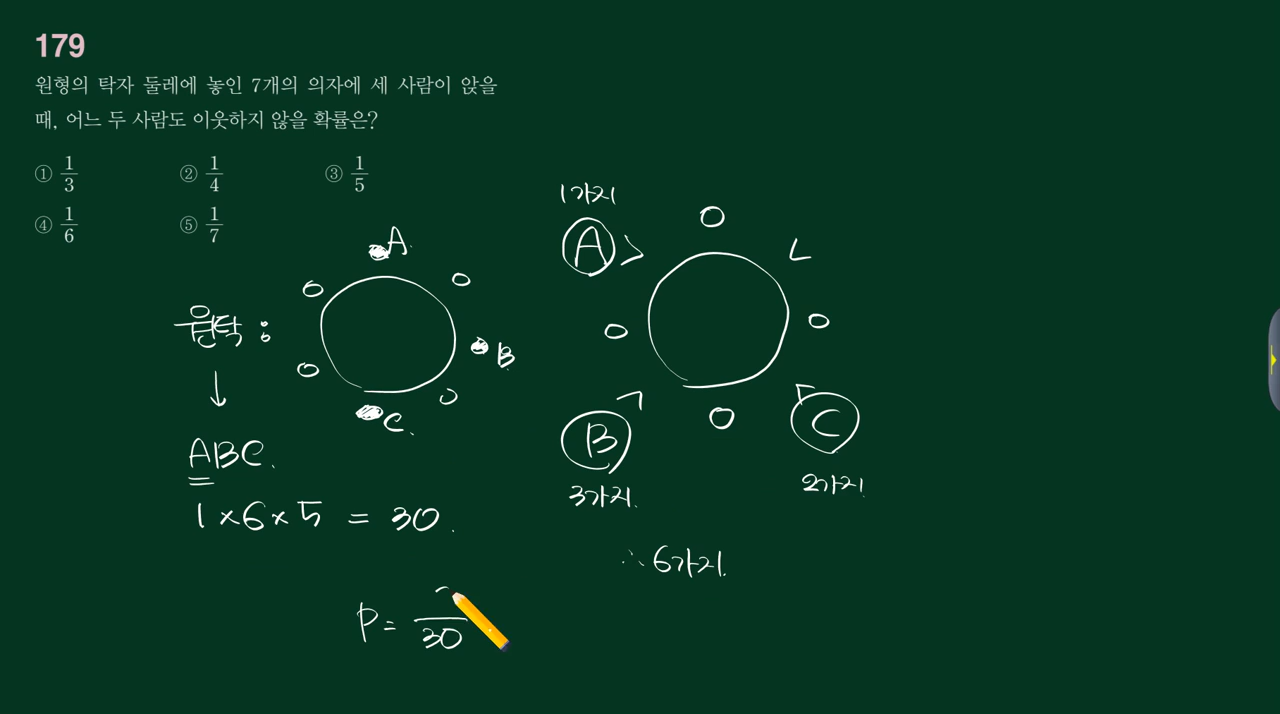 179
원형의 탁자 둘레에 놓인 7개의 의자에 세 사람이 앉을
때, 어느 두 사람도 이웃하지 않을 확률은?
① 1/3 ② 1/4 ③ 1/5
④ 1/6 ⑤ 1/7
원탁 :
A
B
C.
↓
ABC.
1×6×5 = 30.
1가지
A
B
3가지.
C
2가지.
∴ 6가지.
P = /30